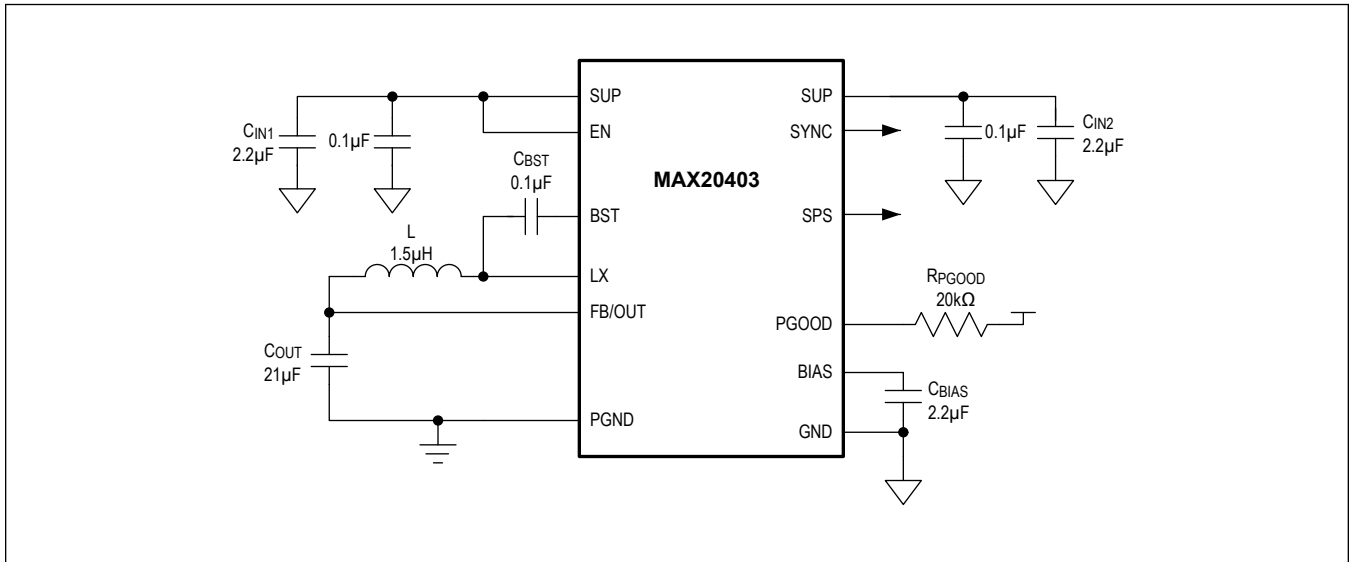 SUP
EN
CIN1
2.2µF
0.1µF
CBST
0.1µF
BST
L
1.5µH
LX
FB/OUT
COUT
21µF
PGND
MAX20403
SUP
SYNC
0.1µF
CIN2
2.2µF
SPS
RPGOOD
20kΩ
PGOOD
BIAS
CBIAS
2.2µF
GND